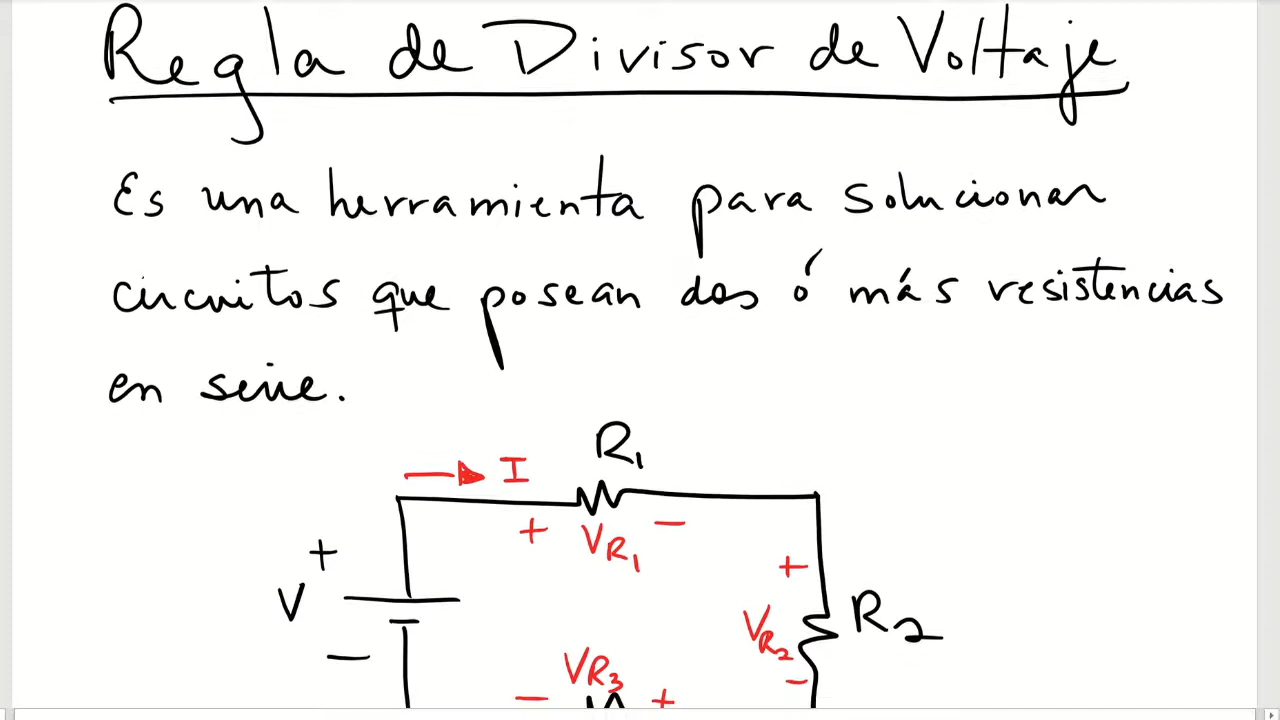 Regla de Divisor de Voltaje
Es una herramienta para solucionar
circuitos que posean dos ó más resistencias
en serie.
R1
I
+ VR1 −
+
V
−
+
VR2
−
R2
VR3
− +